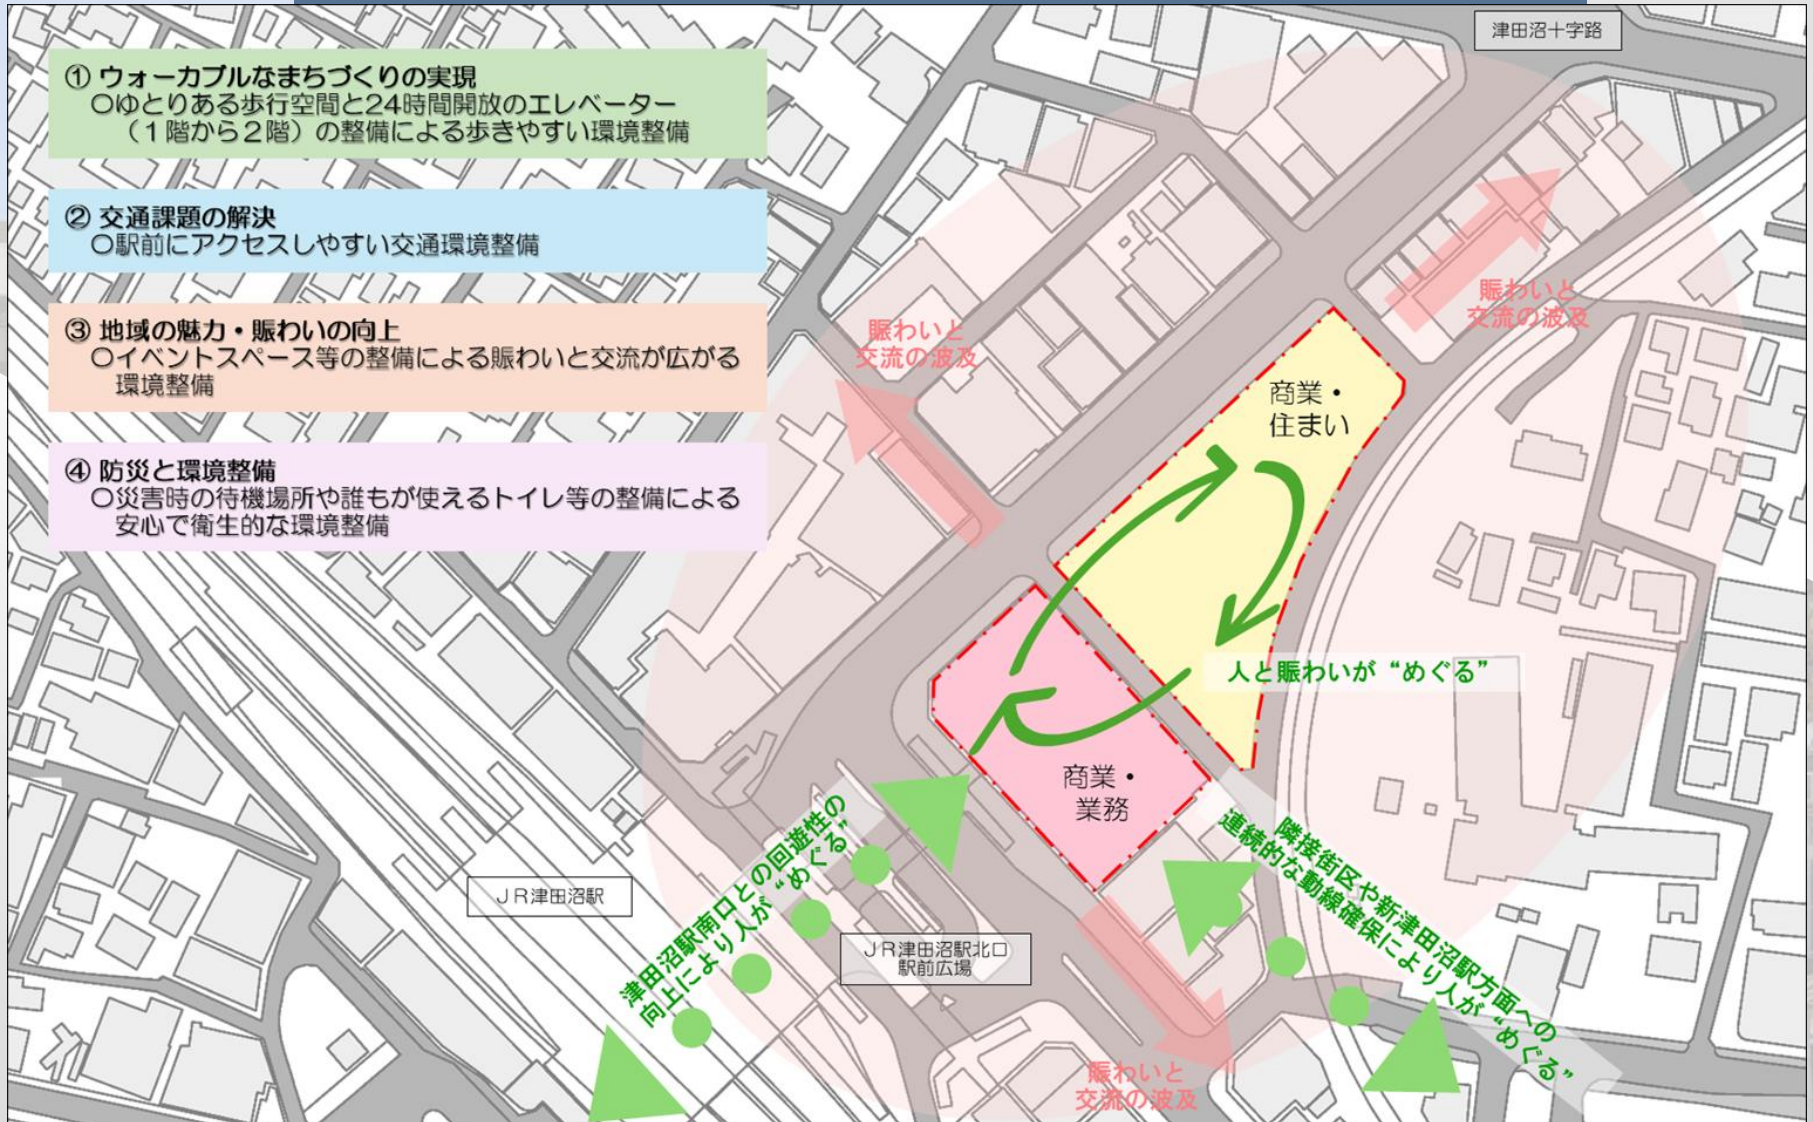 ① ウォーカブルなまちづくりの実現
○ゆとりある歩行空間と24時間開放のエレベーター
（１階から２階）の整備による歩きやすい環境整備
② 交通課題の解決
○駅前にアクセスしやすい交通環境整備
③ 地域の魅力・賑わいの向上
○イベントスペース等の整備による賑わいと交流が広がる
環境整備
④ 防災と環境整備
○災害時の待機場所や誰もが使えるトイレ等の整備による
安心で衛生的な環境整備
津田沼十字路
賑わいと
交流の波及
賑わいと
交流の波及
商業・
住まい
人と賑わいが“めぐる”
商業・
業務
津田沼駅南口との回遊性の
向上により人が“めぐる”
隣接街区や新津田沼駅方面への
連続的な動線確保により人が“めぐる”
ＪＲ津田沼駅
ＪＲ津田沼駅北口
駅前広場
賑わいと
交流の波及